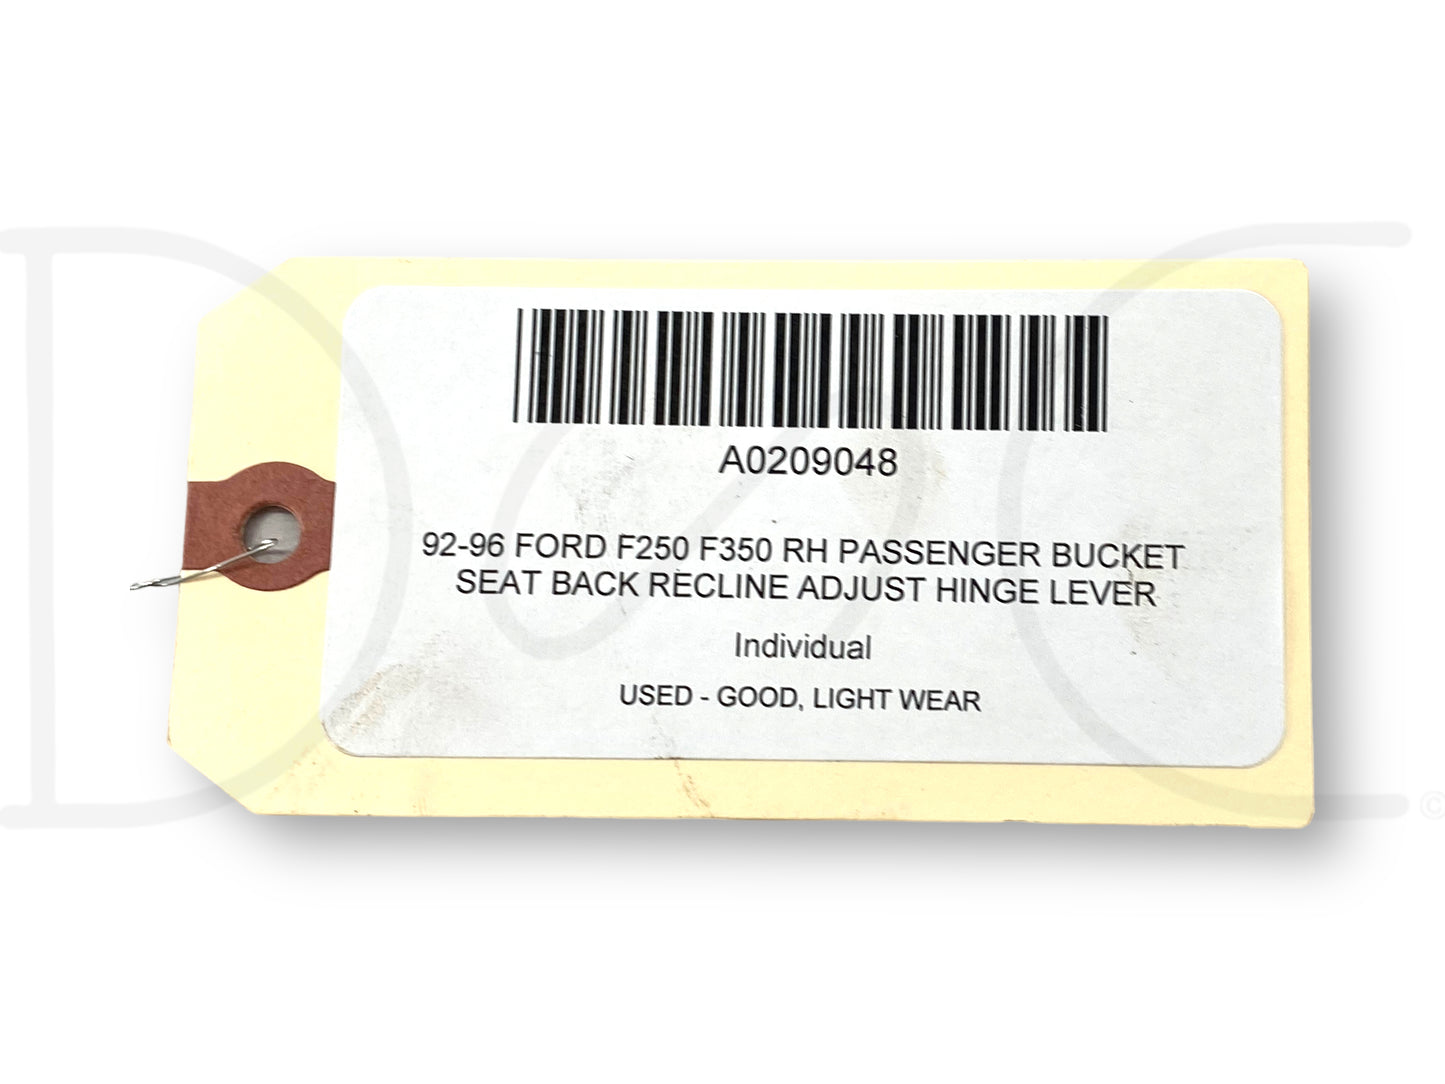 A0209048
92-96 FORD F250 F350 RH PASSENGER BUCKET
SEAT BACK RECLINE ADJUST HINGE LEVER
Individual
USED - GOOD, LIGHT WEAR
D C
©